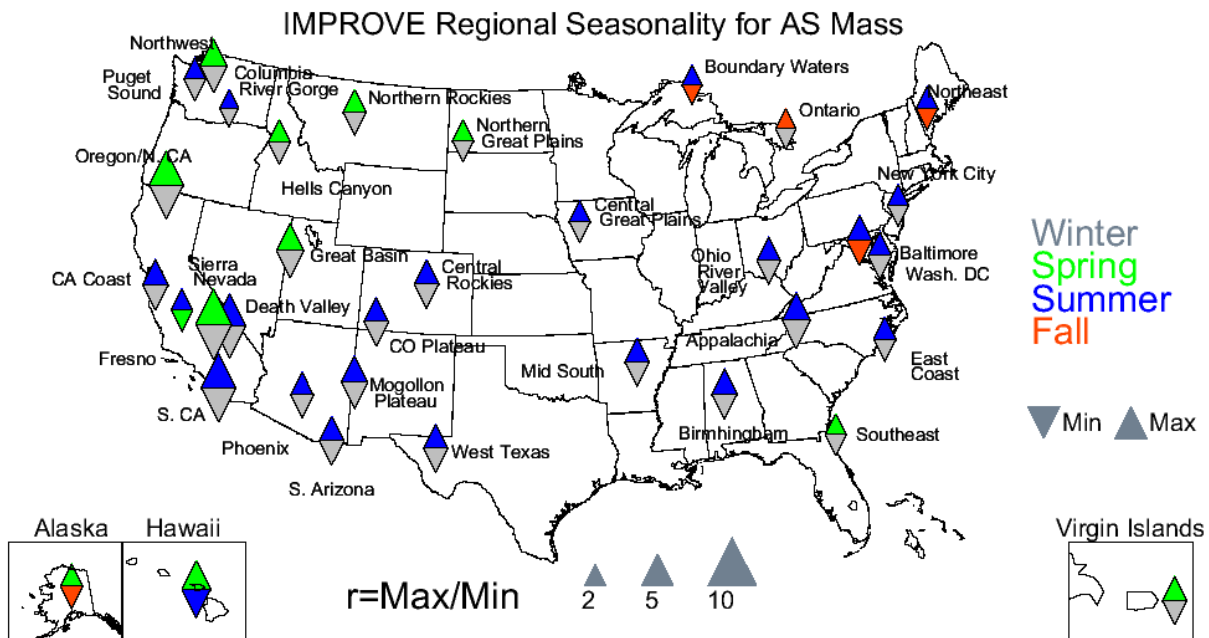 IMPROVE Regional Seasonality for AS Mass
Northwest
Puget
Sound
Columbia
River Gorge
Northern Rockies
Northern
Great Plains
Boundary Waters
Ontario
Northeast
Oregon/N. CA
Hells Canyon
New York City
Central
Great Plains
Great Basin
CA Coast
Sierra
Nevada
Central
Rockies
Ohio
River
Valley
Baltimore
Wash. DC
Death Valley
CO Plateau
Appalachia
Fresno
Mid South
East
Coast
S. CA
Mogollon
Plateau
Phoenix
West Texas
Birmhingham
Southeast
S. Arizona
Winter
Spring
Summer
Fall
Min
Max
Alaska
Hawaii
Virgin Islands
r=Max/Min
2
5
10